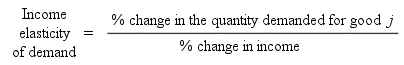 Income
elasticity
of demand
=
% change in the quantity demanded for good j
% change in income